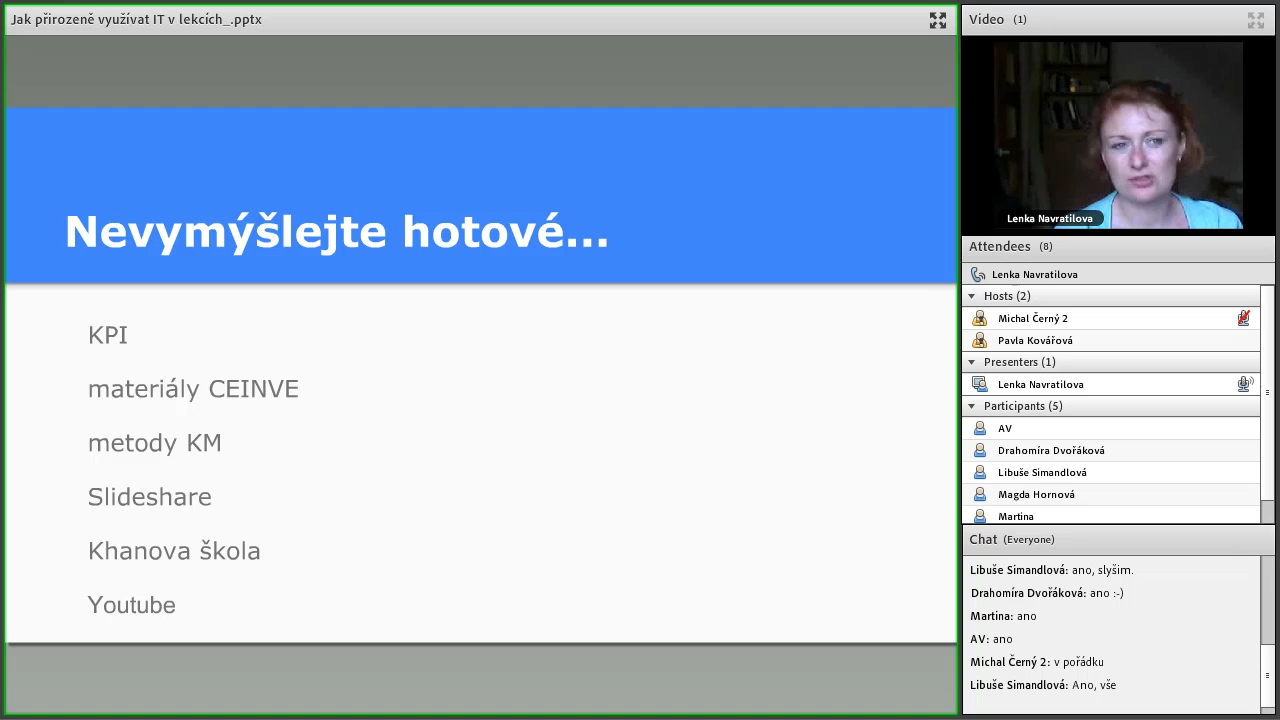 Jak přirozeně využívat IT v lekcích_.pptx
Nevymýšlejte hotové...
KPI
materiály CEINVE
metody KM
Slideshare
Khanova škola
Youtube
Video (1)
Lenka Navratilova
Attendees (8)
Lenka Navratilova
Hosts (2)
Michal Černý 2
Pavla Kovářová
Presenters (1)
Lenka Navratilova
Participants (5)
AV
Drahomíra Dvořáková
Libuše Simandlová
Magda Hornová
Martina
Chat (Everyone)
Libuše Simandlová: ano, slyšim.
Drahomíra Dvořáková: ano :-)
Martina: ano
AV: ano
Michal Černý 2: v pořádku
Libuše Simandlová: Ano, vše